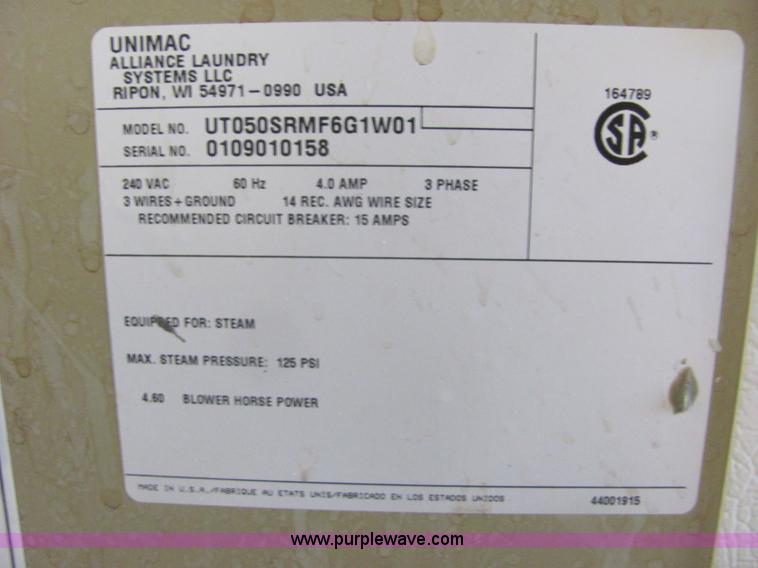 UNIMAC
ALLIANCE LAUNDRY
SYSTEMS LLC
RIPON, WI 54971-0990 USA
MODEL NO. UT050SRMF6G1W01
SERIAL NO. 0109010158
164789
CSA ®
240 VAC 60 Hz 4.0 AMP 3 PHASE
3 WIRES + GROUND 14 REC. AWG WIRE SIZE
RECOMMENDED CIRCUIT BREAKER: 15 AMPS
EQUIPPED FOR: STEAM
MAX. STEAM PRESSURE: 125 PSI
4.60 BLOWER HORSE POWER
MADE IN U.S.A./FABRIQUE AU ETATS UNIS/FABRICADO EN LOS ESTADOS UNIDOS
44001915
www.purplewave.com